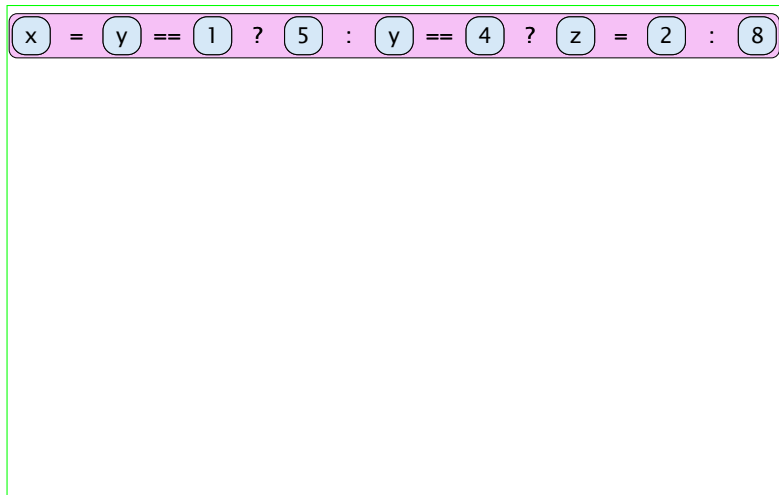 x = y == 1 ? 5 : y == 4 ? z = 2 : 8